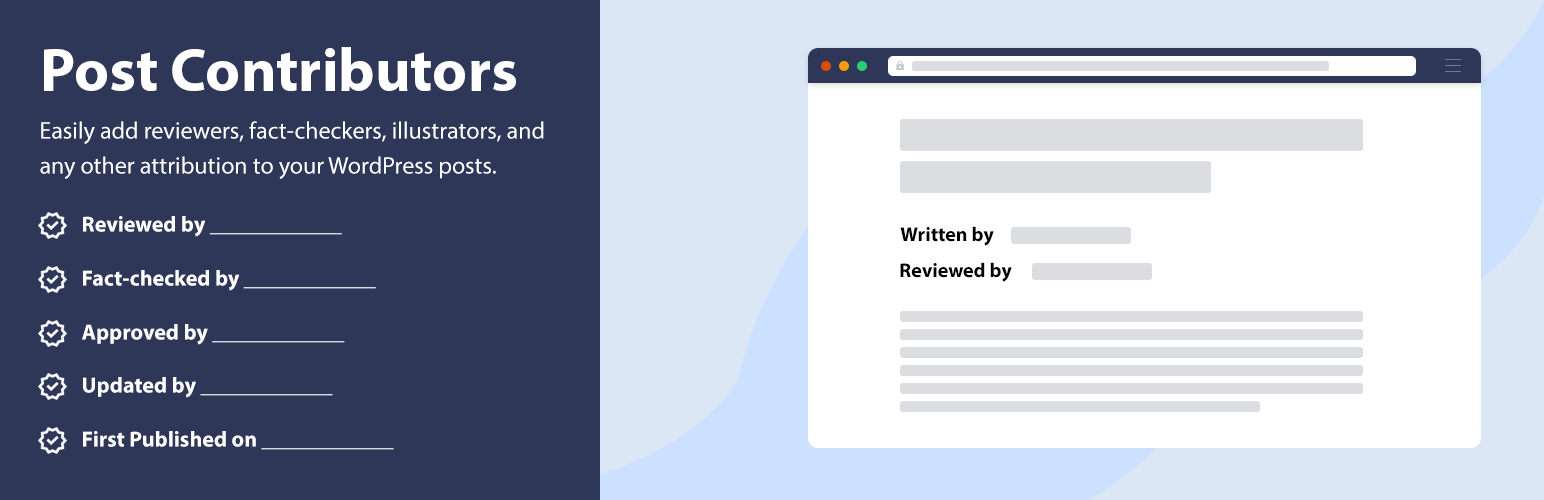 Post Contributors
Easily add reviewers, fact-checkers, illustrators, and
any other attribution to your WordPress posts.
Reviewed by ____________
Fact-checked by ____________
Approved by ____________
Updated by ____________
First Published on ____________
Written by
Reviewed by